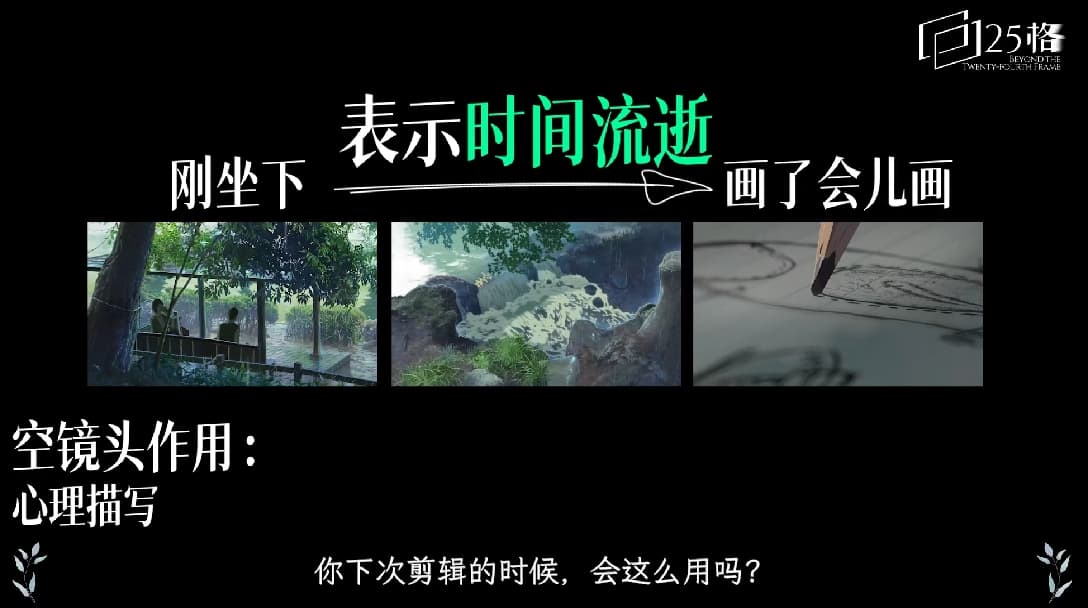 25格
BEYOND THE
TWENTY-FOURTH FRAME
表示时间流逝
刚坐下
画了会儿画
空镜头作用：
心理描写
你下次剪辑的时候，会这么用吗？